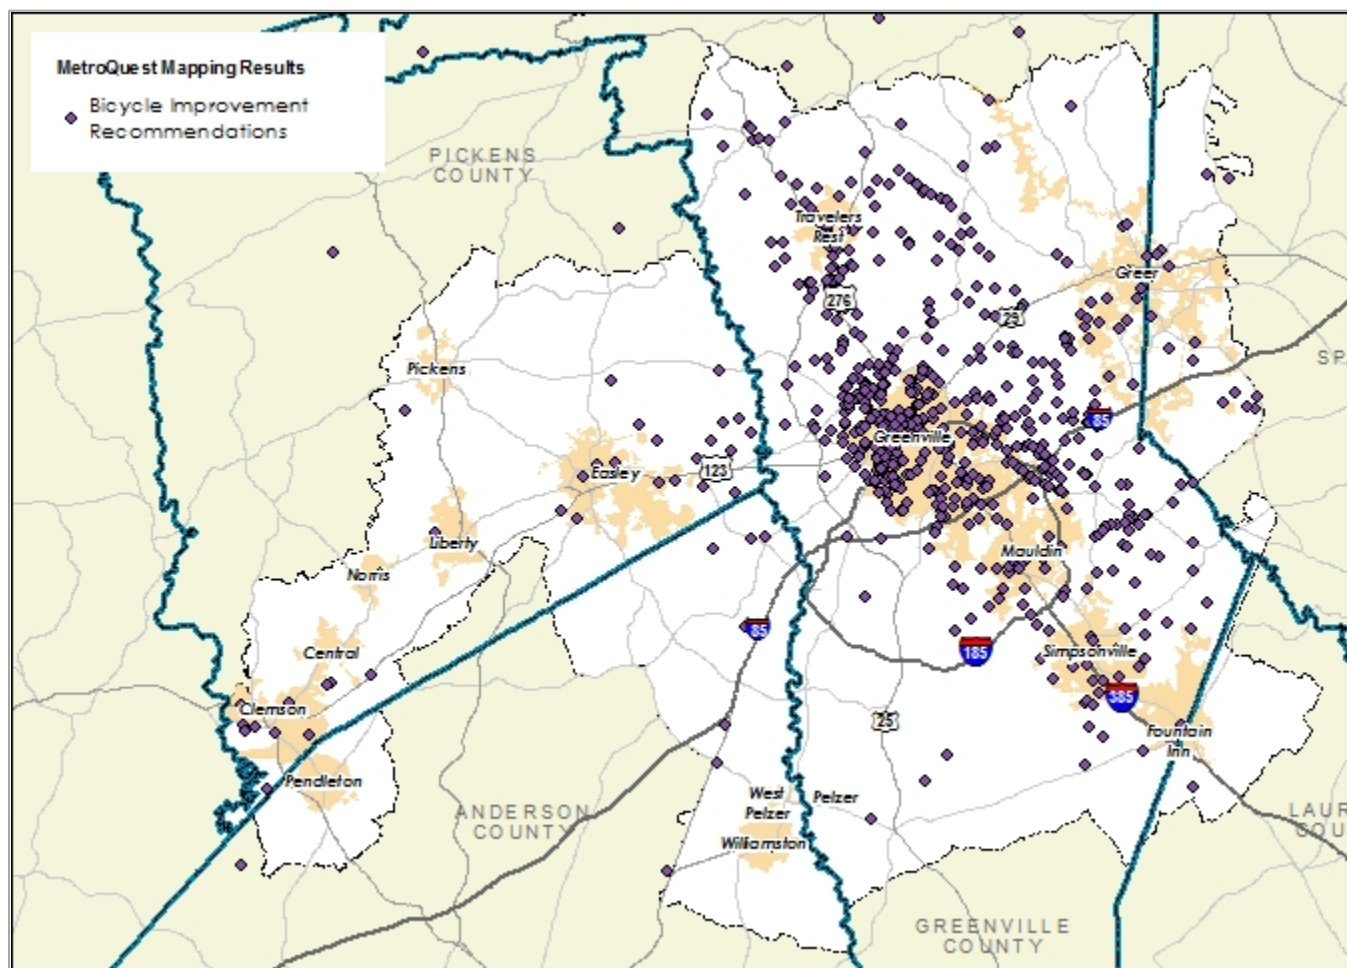 MetroQuest Mapping Results
Bicycle Improvement
Recommendations
PICKENS
COUNTY
Travelers
Rest
Greer
276
29
SPA
Pickens
85
Greenville
Easley
123
Liberty
Mauldin
Norris
85
185
Simpsonville
Central
385
Clemson
25
Fountain
Inn
Pendleton
West
Pelzer
Pelzer
ANDERSON
COUNTY
LAUR
COU
Williamston
GREENVILLE
COUNTY